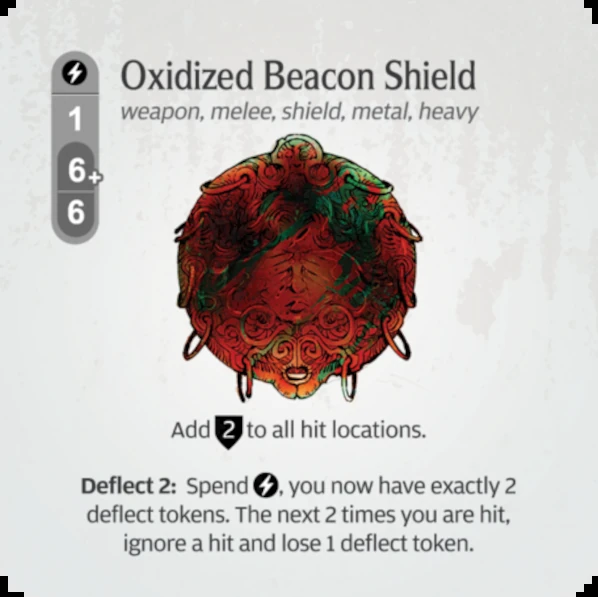 Oxidized Beacon Shield
weapon, melee, shield, metal, heavy
1
6+
6
Add 2 to all hit locations.
Deflect 2: Spend , you now have exactly 2
deflect tokens. The next 2 times you are hit,
ignore a hit and lose 1 deflect token.